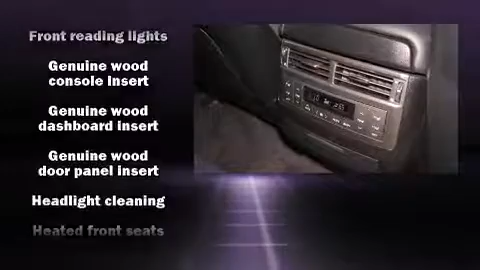 Front reading lights
Genuine wood
console insert
Genuine wood
dashboard insert
Genuine wood
door panel insert
Headlight cleaning
Heated front seats